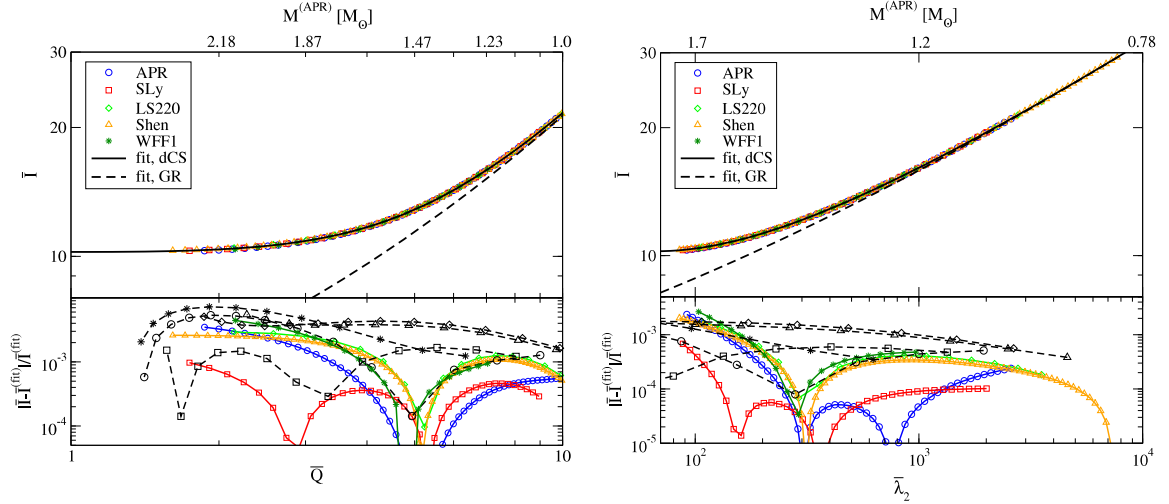 M^(APR) [M_⊙]
2.18 1.87 1.47 1.23 1.0
30
20
10
Ī
APR
SLy
LS220
Shen
WFF1
fit, dCS
fit, GR
|Ī-Ī^(fit)|/Ī^(fit)
10^-3
10^-4
1 10
Q̄
M^(APR) [M_⊙]
1.7 1.2 0.78
30
20
10
Ī
APR
SLy
LS220
Shen
WFF1
fit, dCS
fit, GR
|Ī-Ī^(fit)|/Ī^(fit)
10^-3
10^-4
10^-5
10^2 10^3 10^4
λ̄_2